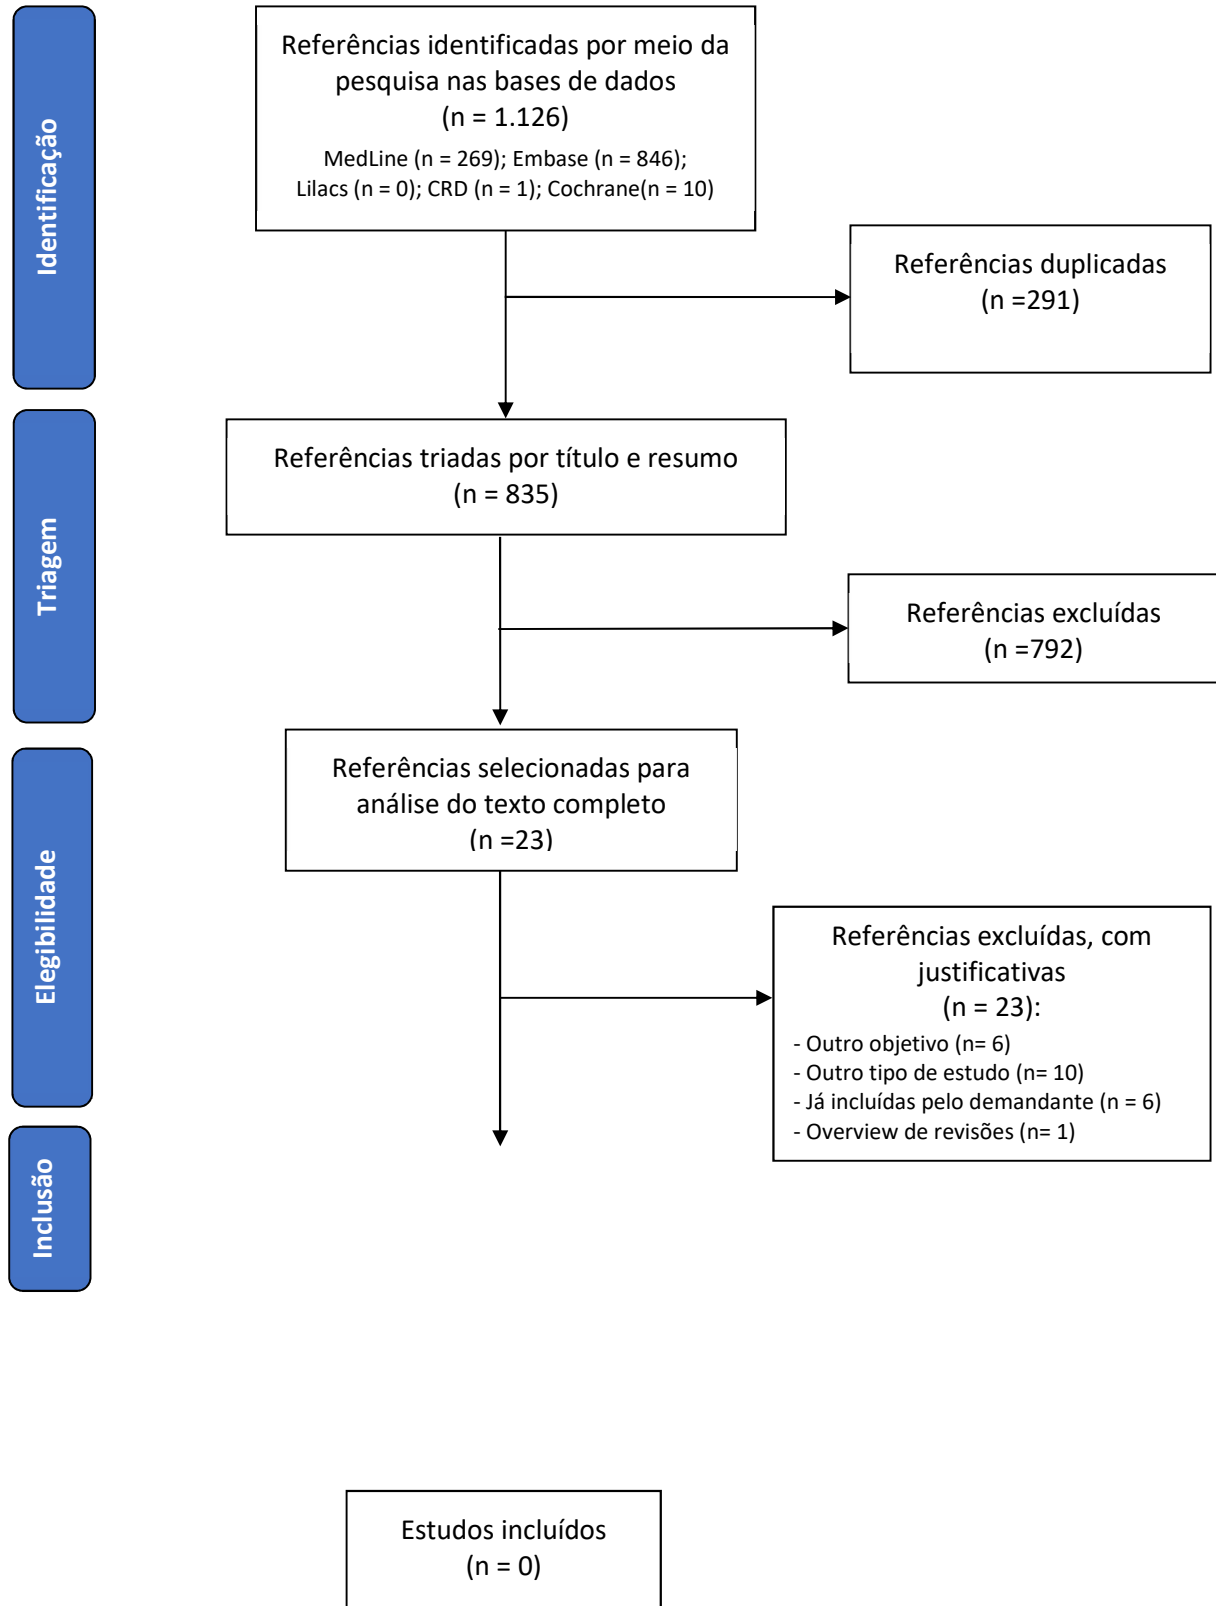 Identificação
Referências identificadas por meio da
pesquisa nas bases de dados
(n = 1.126)
MedLine (n = 269); Embase (n = 846);
Lilacs (n = 0); CRD (n = 1); Cochrane(n = 10)
Referências duplicadas
(n =291)
Triagem
Referências triadas por título e resumo
(n = 835)
Referências excluídas
(n =792)
Elegibilidade
Referências selecionadas para
análise do texto completo
(n =23)
Referências excluídas, com
justificativas
(n = 23):
- Outro objetivo (n= 6)
- Outro tipo de estudo (n= 10)
- Já incluídas pelo demandante (n = 6)
- Overview de revisões (n= 1)
Inclusão
Estudos incluídos
(n = 0)